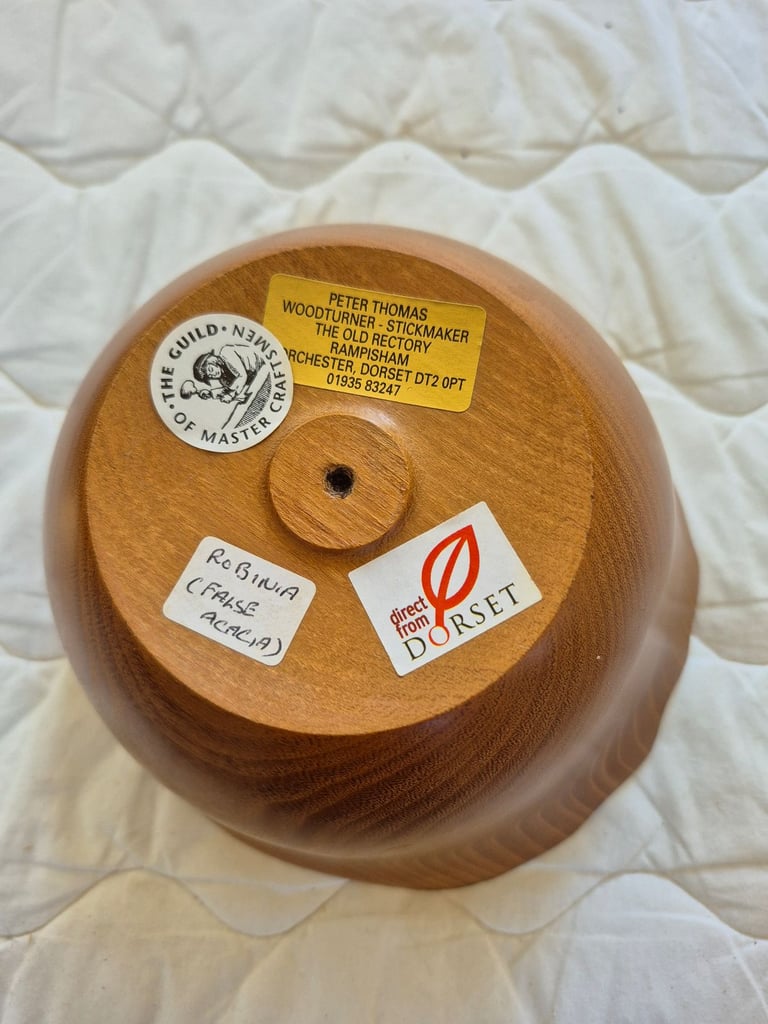 PETER THOMAS
WOODTURNER - STICKMAKER
THE OLD RECTORY
RAMPISHAM
ORCHESTER, DORSET DT2 0PT
01935 83247
• THE GUILD •
OF MASTER CRAFTSMEN
ROBINIA
(FALSE
ACACIA)
direct
from
DORSET